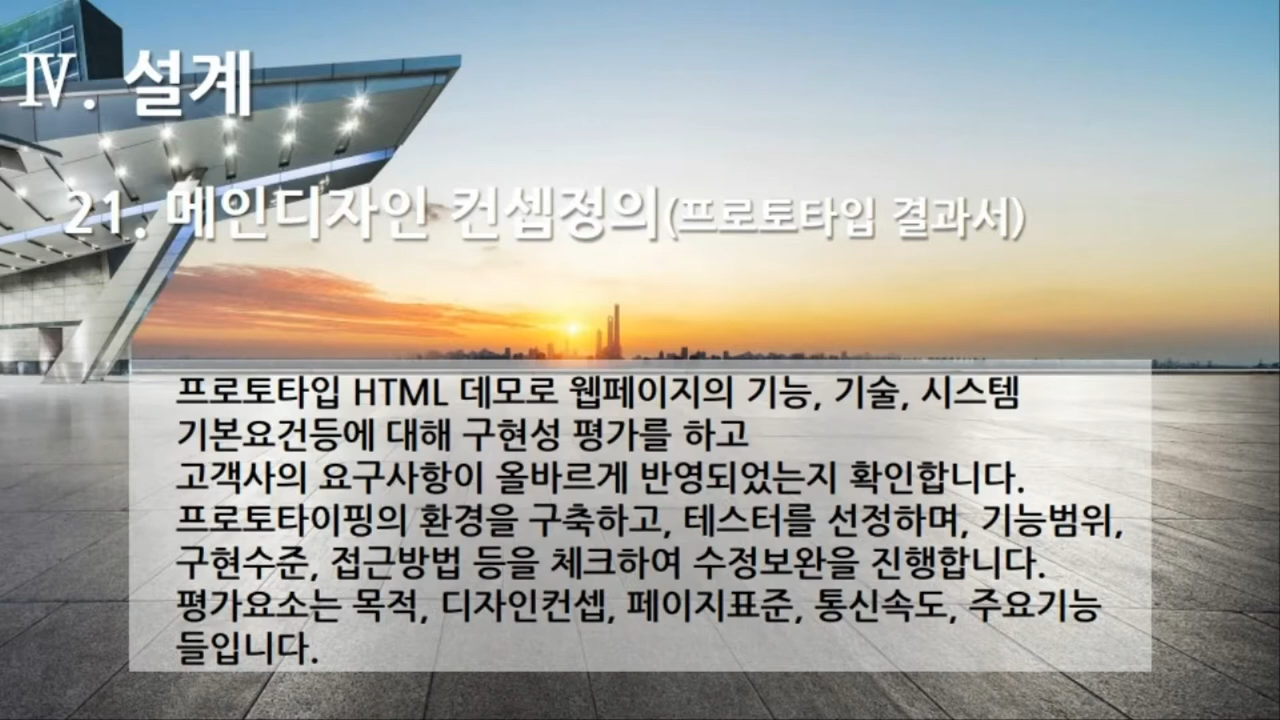 Ⅳ. 설계
21. 메인디자인 컨셉정의(프로토타입 결과서)
프로토타입 HTML 데모로 웹페이지의 기능, 기술, 시스템
기본요건등에 대해 구현성 평가를 하고
고객사의 요구사항이 올바르게 반영되었는지 확인합니다.
프로토타이핑의 환경을 구축하고, 테스터를 선정하며, 기능범위,
구현수준, 접근방법 등을 체크하여 수정보완을 진행합니다.
평가요소는 목적, 디자인컨셉, 페이지표준, 통신속도, 주요기능
들입니다.